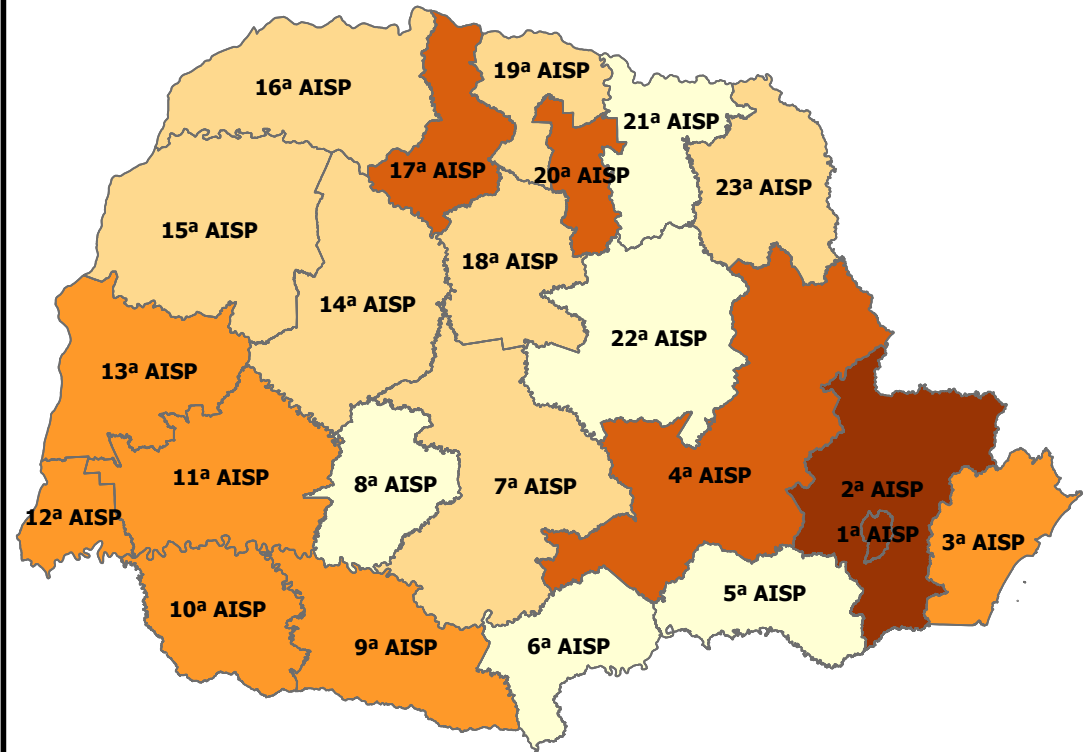 19ª AISP
16ª AISP
21ª AISP
17ª AISP
20ª AISP
23ª AISP
15ª AISP
18ª AISP
14ª AISP
22ª AISP
13ª AISP
11ª AISP
8ª AISP
7ª AISP
4ª AISP
2ª AISP
12ª AISP
1ª AISP
3ª AISP
5ª AISP
10ª AISP
9ª AISP
6ª AISP